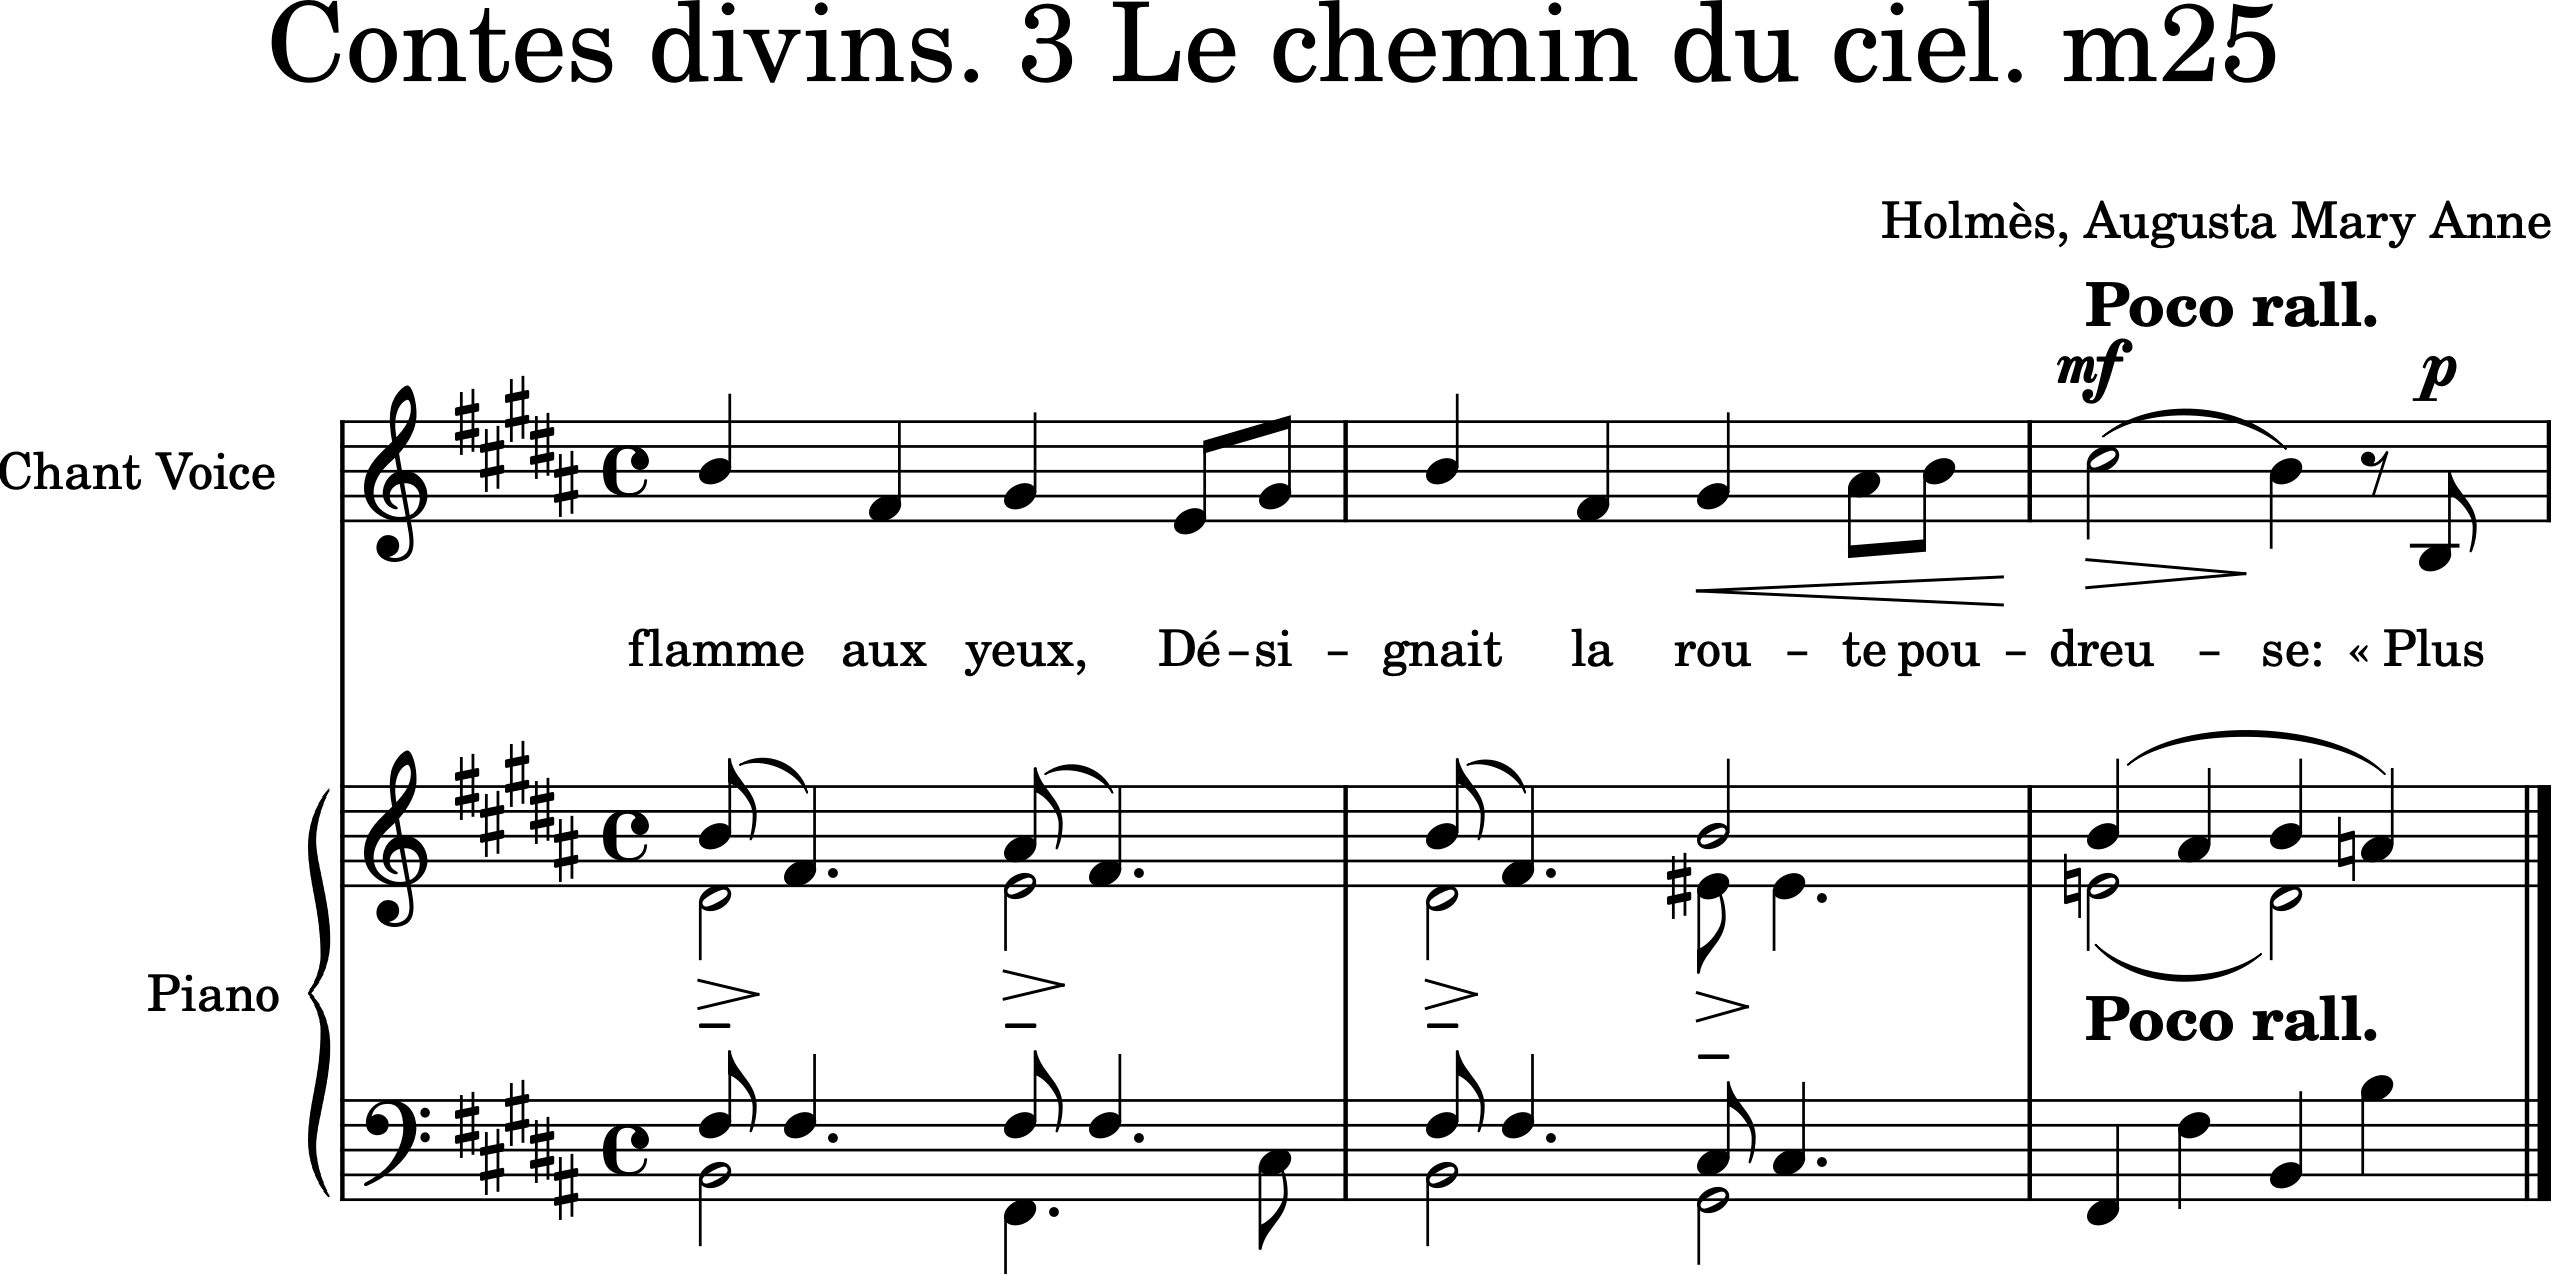 Contes divins. 3 Le chemin du ciel. m25
Holmès, Augusta Mary Anne
Poco rall.
mf p
Chant Voice
flamme aux yeux, Dé-si - gnait la rou - te pou - dreu - se: « Plus
Piano
Poco rall.